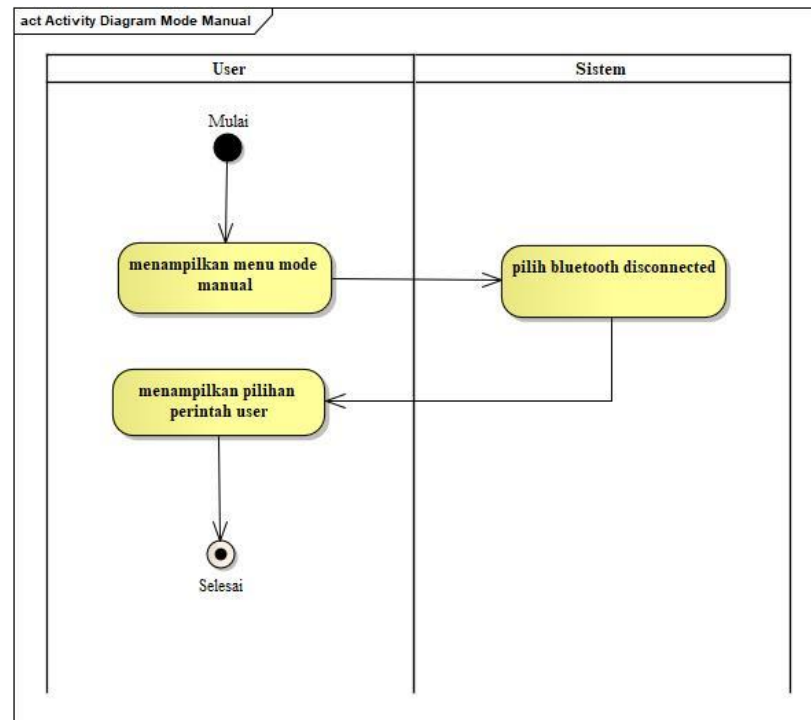 act Activity Diagram Mode Manual
User
Sistem
Mulai
menampilkan menu mode
manual
pilih bluetooth disconnected
menampilkan pilihan
perintah user
Selesai